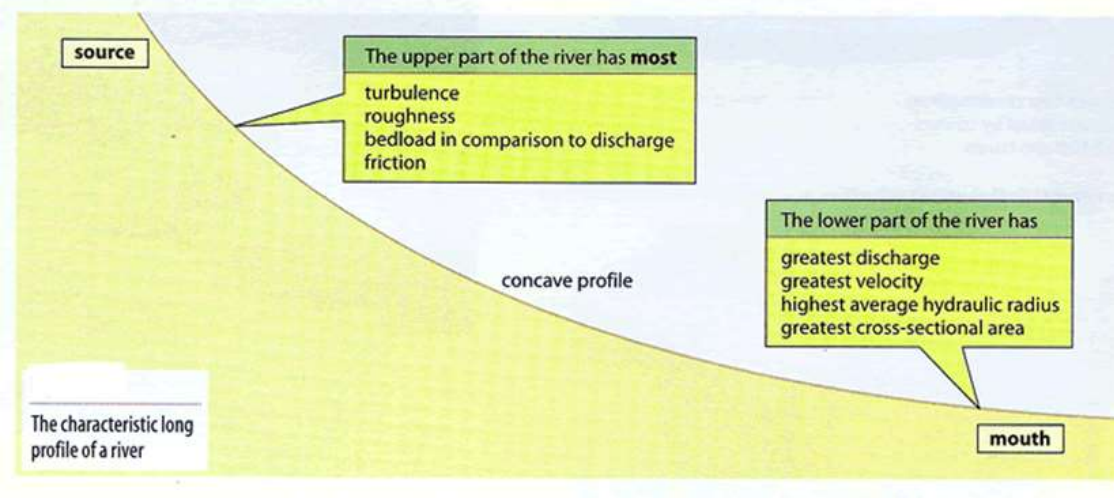 source
The upper part of the river has most
turbulence
roughness
bedload in comparison to discharge
friction
The lower part of the river has
greatest discharge
greatest velocity
highest average hydraulic radius
greatest cross-sectional area
concave profile
The characteristic long
profile of a river
mouth